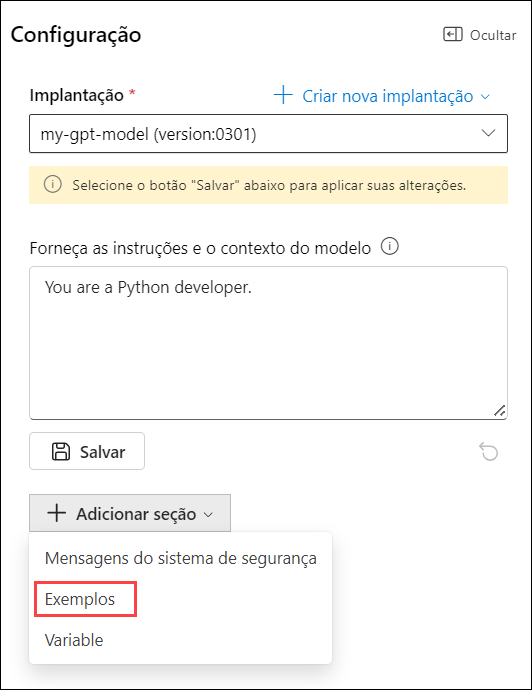 Configuração
Ocultar
Implantação *
Criar nova implantação
my-gpt-model (version:0301)
Selecione o botão "Salvar" abaixo para aplicar suas alterações.
Forneça as instruções e o contexto do modelo
You are a Python developer.
Salvar
Adicionar seção
Mensagens do sistema de segurança
Exemplos
Variable